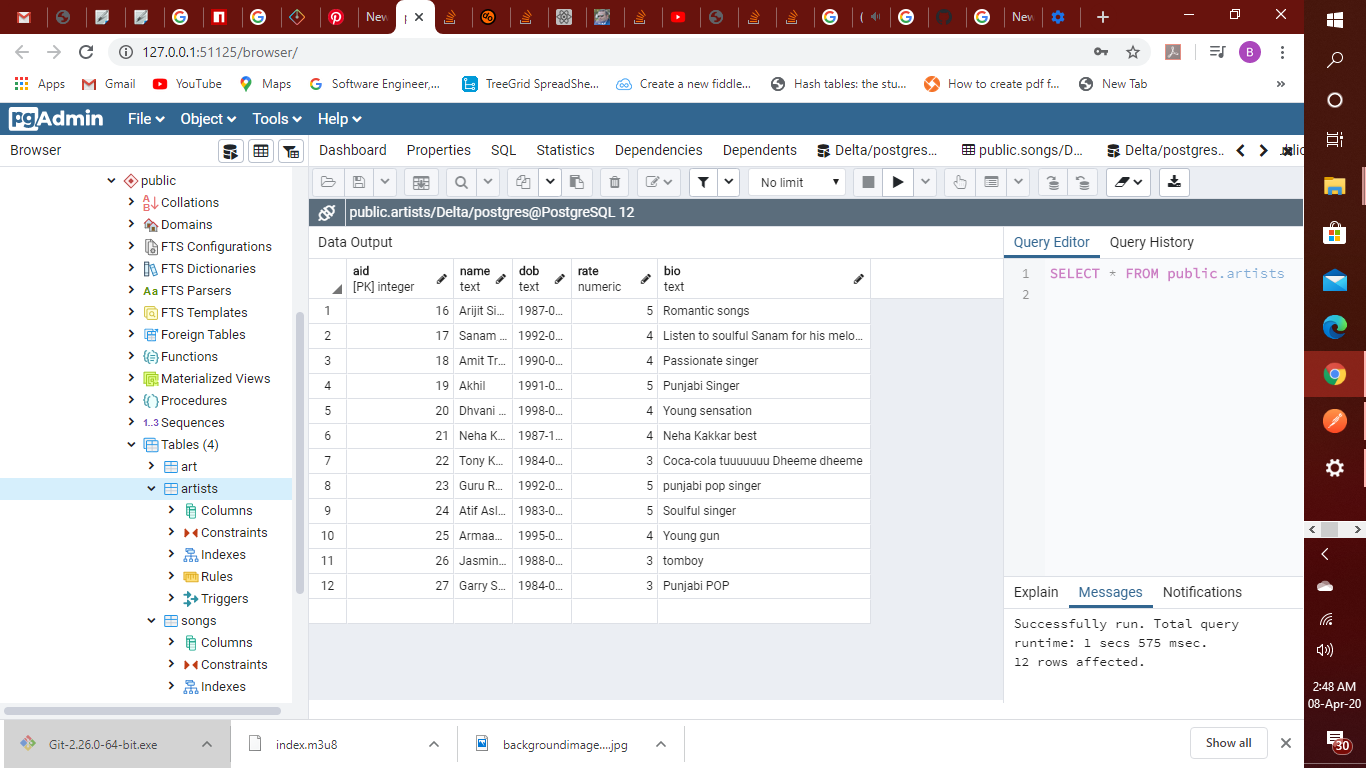 New
p
(
New
127.0.0.1:51125/browser/
B
Apps
Gmail
YouTube
Maps
Software Engineer,...
TreeGrid SpreadShe...
Create a new fiddle...
Hash tables: the stu...
How to create pdf f...
New Tab
»
pgAdmin
File
Object
Tools
Help
Browser
Dashboard
Properties
SQL
Statistics
Dependencies
Dependents
Delta/postgres...
public.songs/D...
Delta/postgres..
public
Collations
Domains
FTS Configurations
FTS Dictionaries
FTS Parsers
FTS Templates
Foreign Tables
Functions
Materialized Views
Procedures
1..3 Sequences
Tables (4)
art
artists
Columns
Constraints
Indexes
Rules
Triggers
songs
Columns
Constraints
Indexes
No limit
public.artists/Delta/postgres@PostgreSQL 12
Data Output
aid name dob rate bio
[PK] integer text text numeric text
1 16 Arijit Si... 1987-0... 5 Romantic songs
2 17 Sanam ... 1992-0... 4 Listen to soulful Sanam for his melo...
3 18 Amit Tr... 1990-0... 4 Passionate singer
4 19 Akhil 1991-0... 5 Punjabi Singer
5 20 Dhvani ... 1998-0... 4 Young sensation
6 21 Neha K... 1987-1... 4 Neha Kakkar best
7 22 Tony K... 1984-0... 3 Coca-cola tuuuuuuu Dheeme dheeme
8 23 Guru R... 1992-0... 5 punjabi pop singer
9 24 Atif Asl... 1983-0... 5 Soulful singer
10 25 Armaa... 1995-0... 4 Young gun
11 26 Jasmin... 1988-0... 3 tomboy
12 27 Garry S... 1984-0... 3 Punjabi POP
Query Editor
Query History
1 SELECT * FROM public.artists
2
Explain
Messages
Notifications
Successfully run. Total query
runtime: 1 secs 575 msec.
12 rows affected.
Git-2.26.0-64-bit.exe
index.m3u8
backgroundimage....jpg
Show all
2:48 AM
08-Apr-20
30